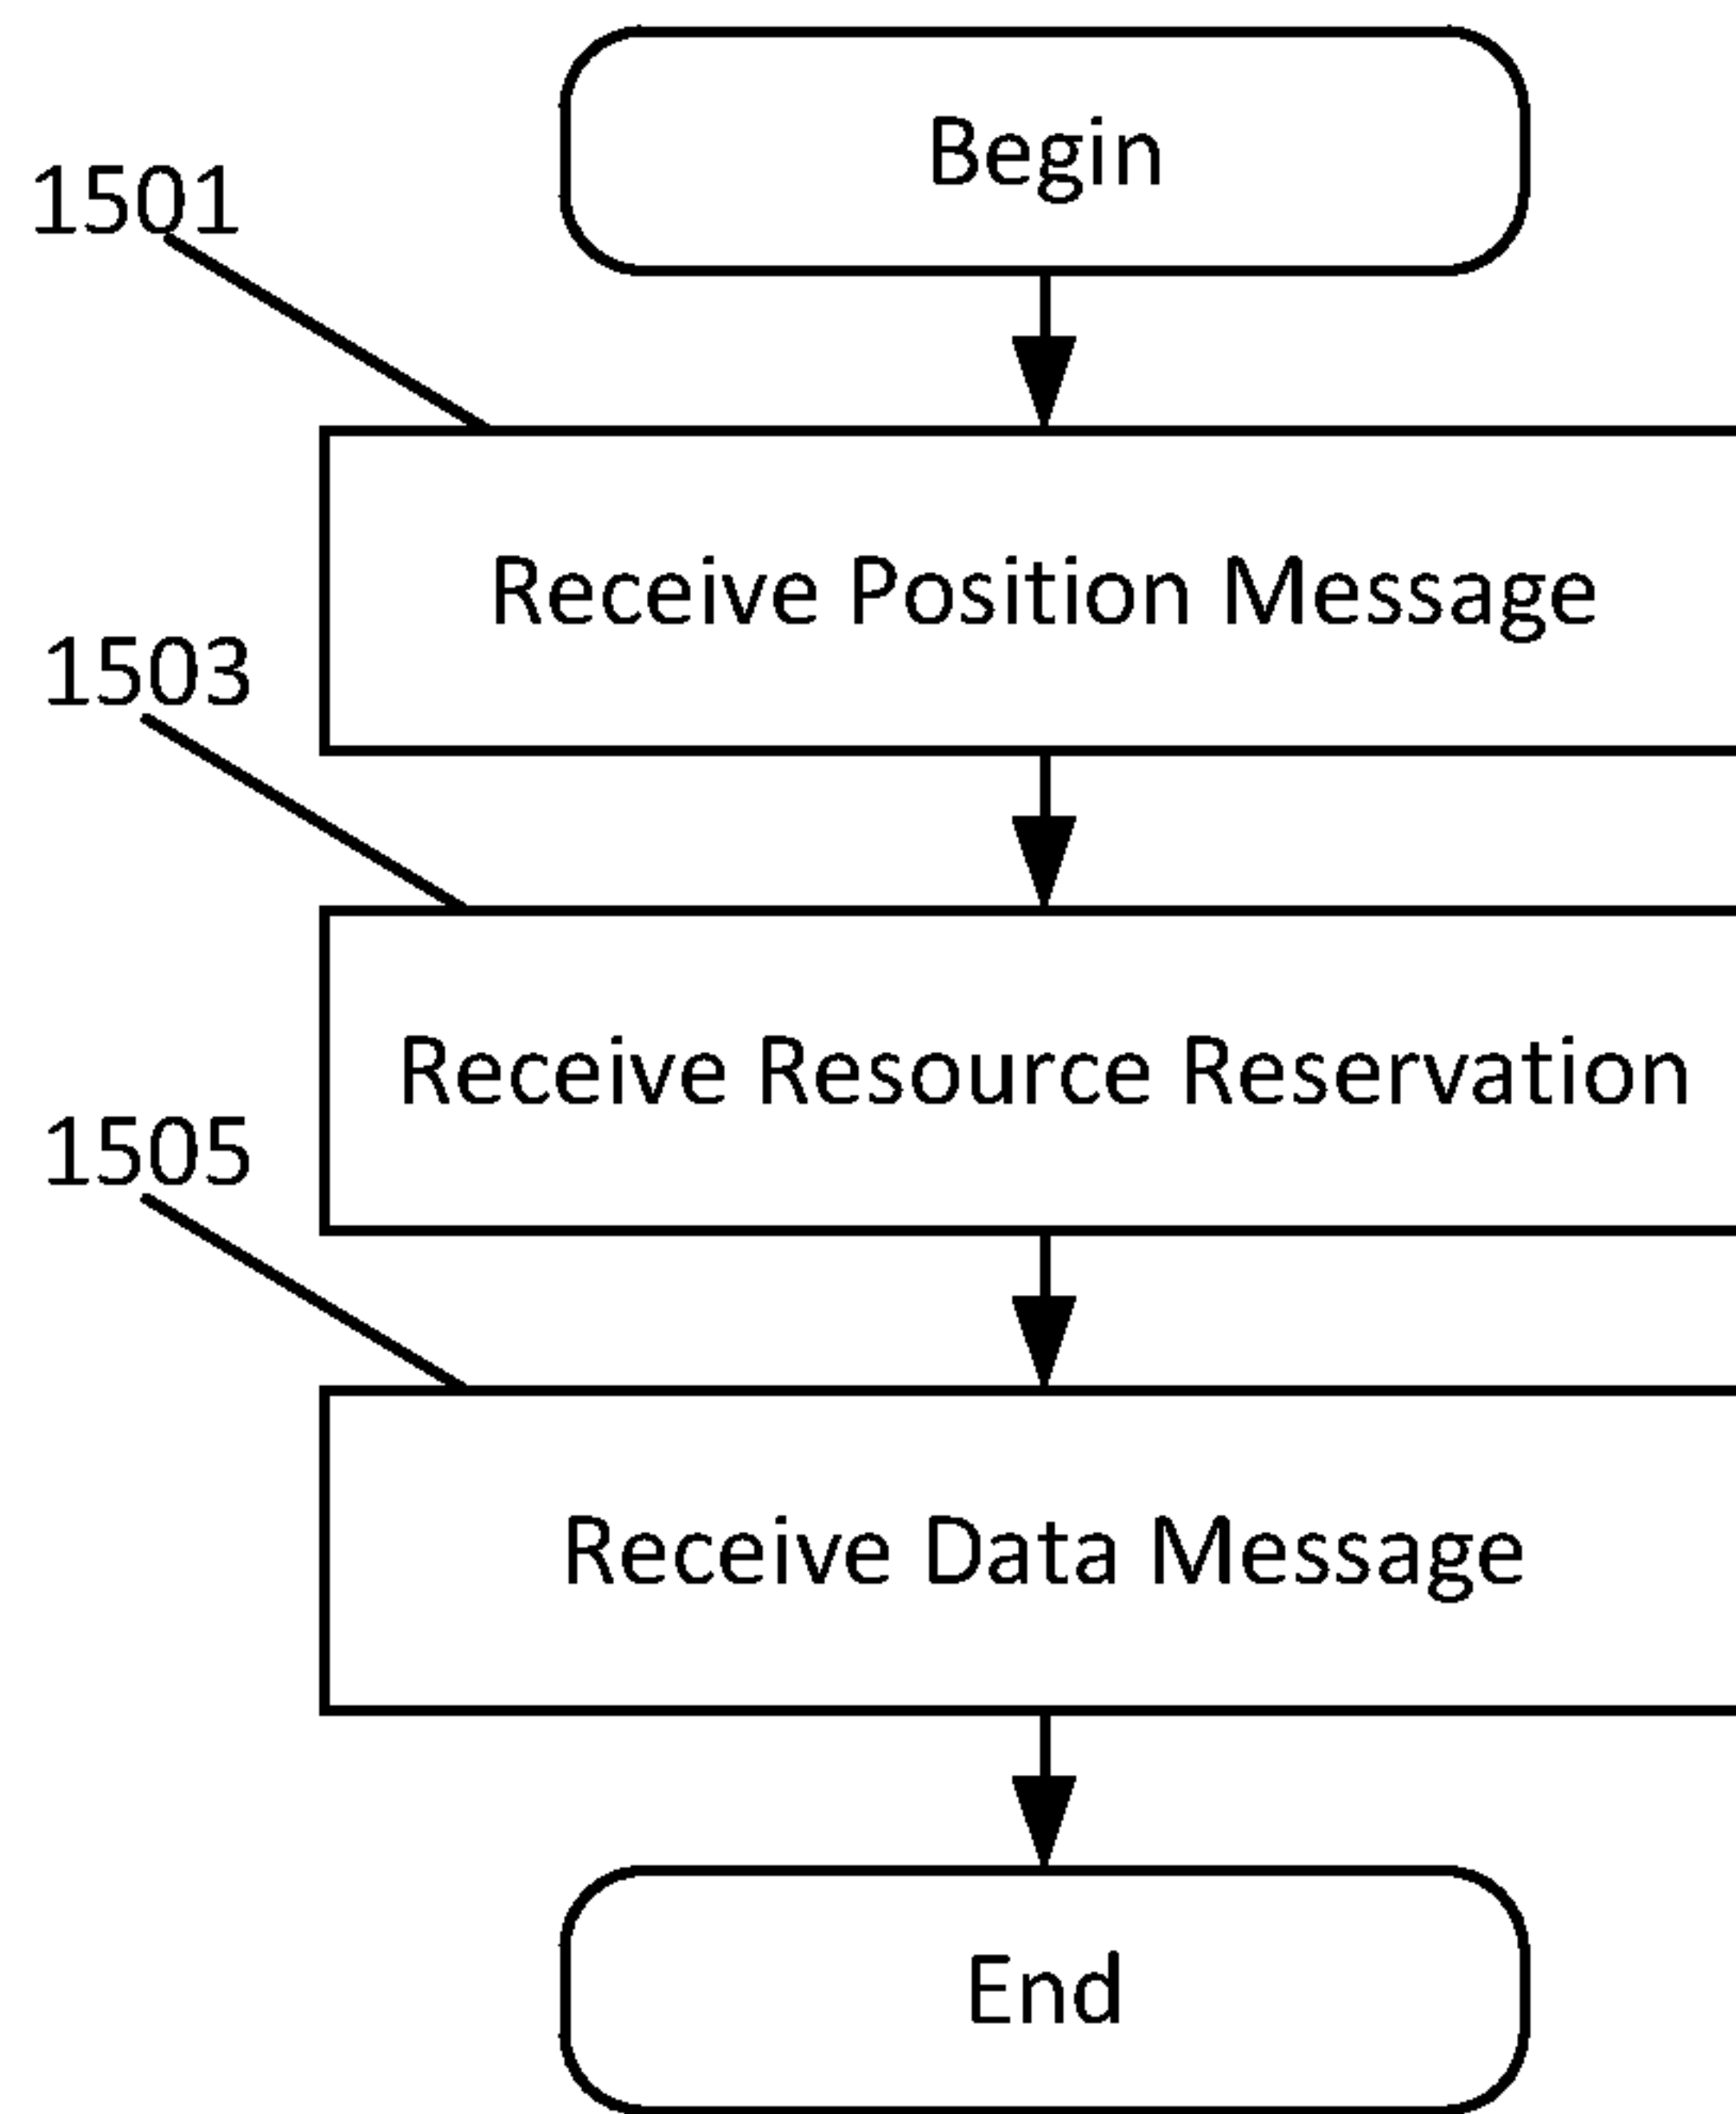 Begin
1501
Receive Position Message
1503
Receive Resource Reservation
1505
Receive Data Message
End